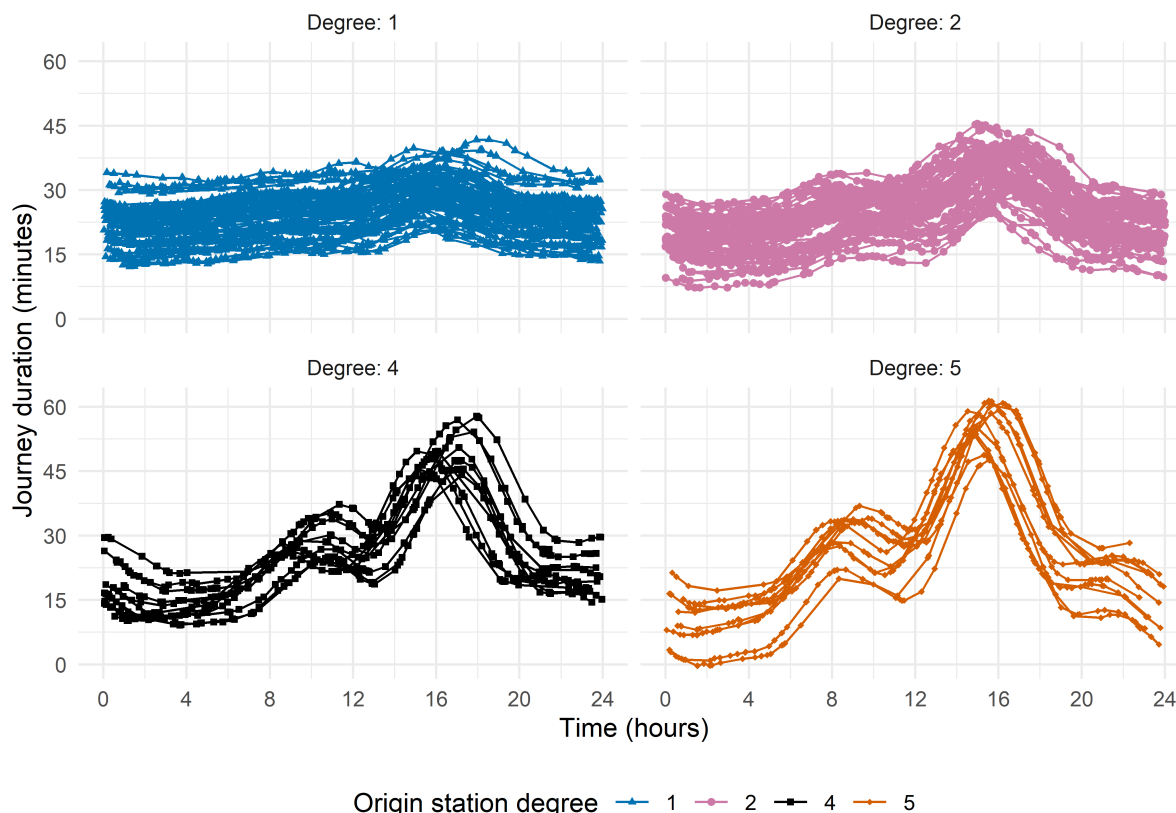 Degree: 1
Degree: 2
60
45
30
15
0
Degree: 4
Degree: 5
60
45
30
15
0
0 4 8 12 16 20 24
0 4 8 12 16 20 24
Journey duration (minutes)
Time (hours)
Origin station degree 1 2 4 5